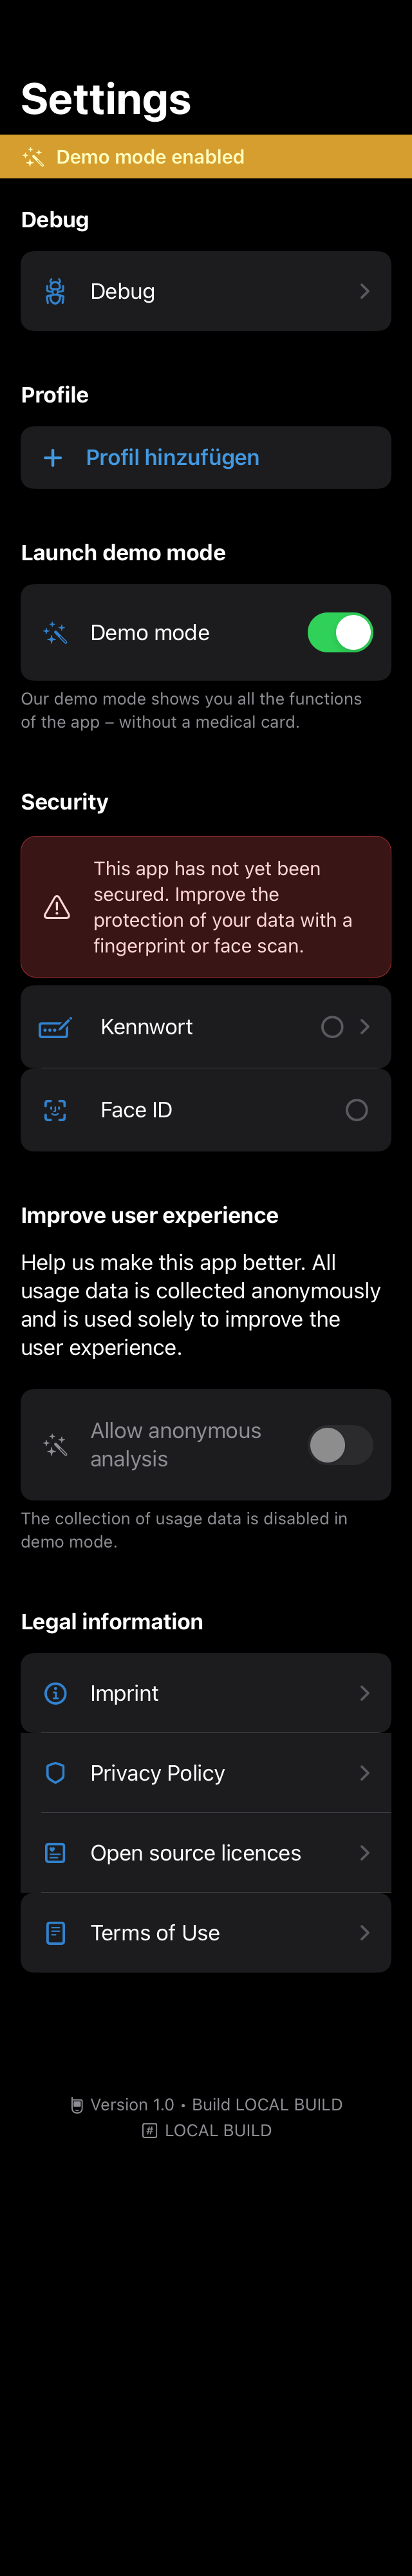 Settings
Demo mode enabled
Debug
Debug
Profile
Profil hinzufügen
Launch demo mode
Demo mode
Our demo mode shows you all the functions
of the app – without a medical card.
Security
This app has not yet been
secured. Improve the
protection of your data with a
fingerprint or face scan.
Kennwort
Face ID
Improve user experience
Help us make this app better. All
usage data is collected anonymously
and is used solely to improve the
user experience.
Allow anonymous
analysis
The collection of usage data is disabled in
demo mode.
Legal information
Imprint
Privacy Policy
Open source licences
Terms of Use
Version 1.0 • Build LOCAL BUILD
# LOCAL BUILD